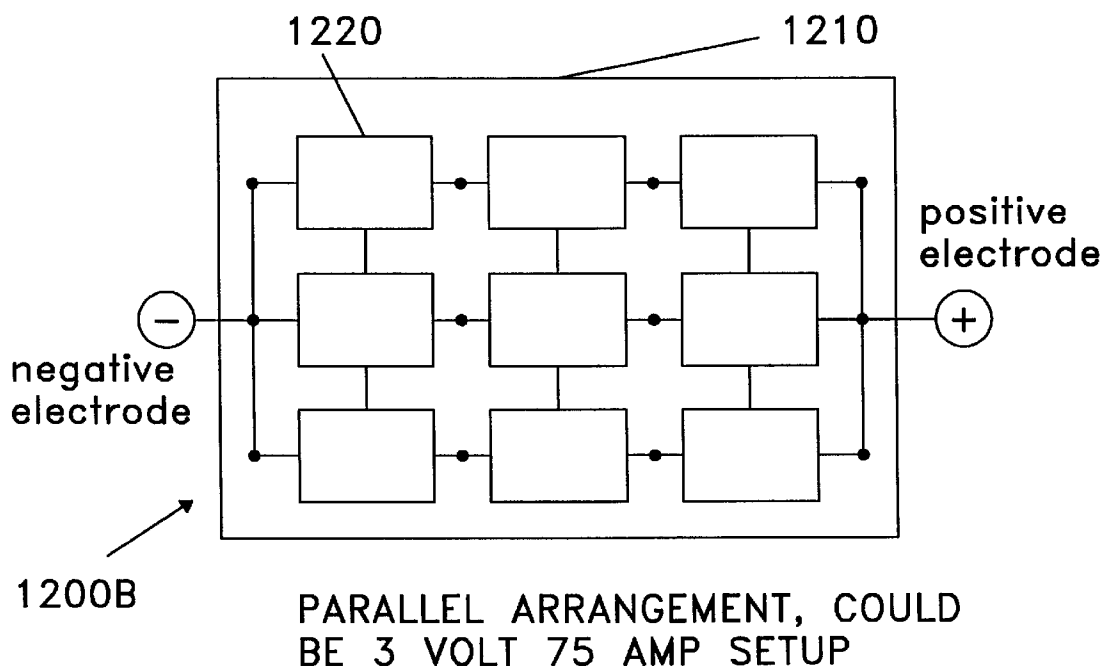 1220
1210
positive
electrode
−
+
negative
electrode
1200B
PARALLEL ARRANGEMENT, COULD
BE 3 VOLT 75 AMP SETUP